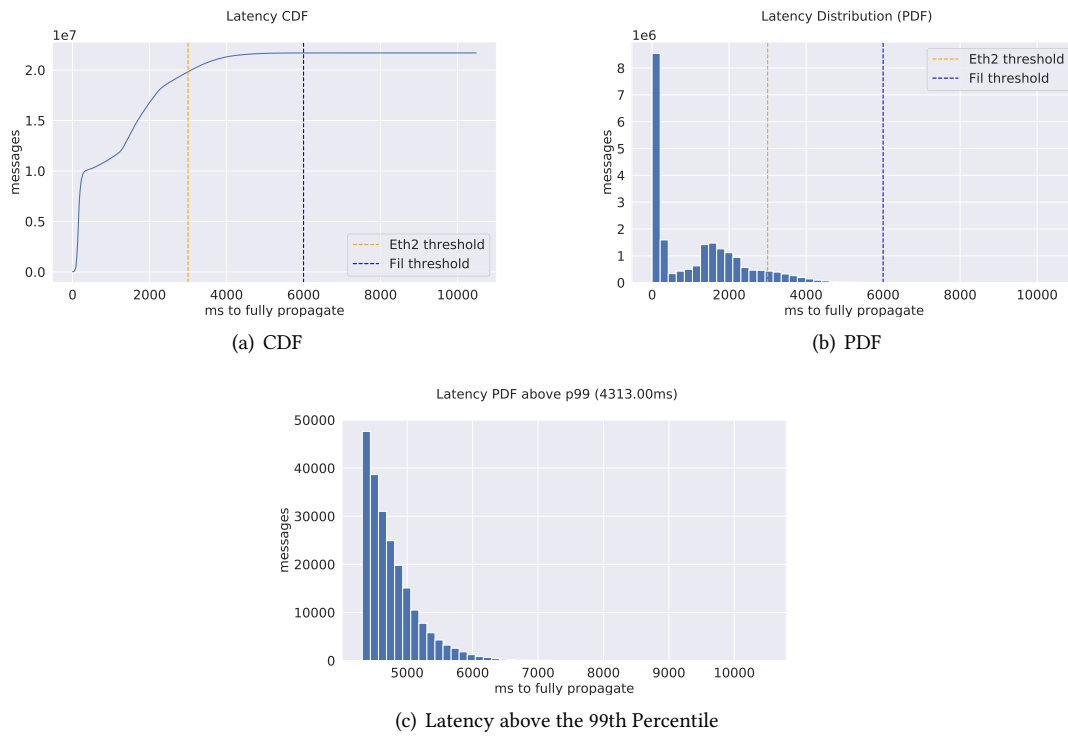 Latency CDF
1e7
2.0
1.5
1.0
0.5
0.0
messages
Eth2 threshold
Fil threshold
0 2000 4000 6000 8000 10000
ms to fully propagate
(a) CDF
Latency Distribution (PDF)
1e6
8
7
6
5
4
3
2
1
0
messages
Eth2 threshold
Fil threshold
0 2000 4000 6000 8000 10000
ms to fully propagate
(b) PDF
Latency PDF above p99 (4313.00ms)
50000
40000
30000
20000
10000
0
messages
5000 6000 7000 8000 9000 10000
ms to fully propagate
(c) Latency above the 99th Percentile